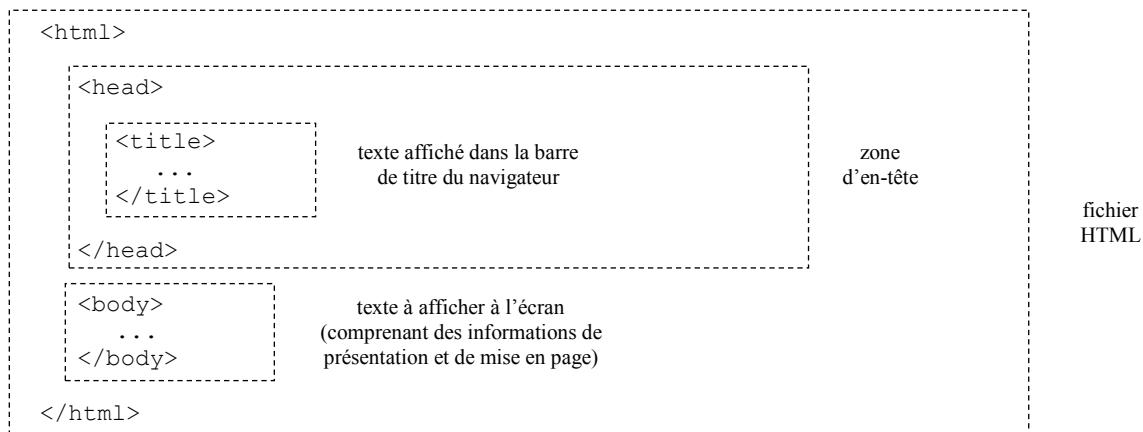 <html>
<head>
<title>
...
</title>
texte affiché dans la barre
de titre du navigateur
</head>
zone
d’en-tête
<body>
...
</body>
texte à afficher à l’écran
(comprenant des informations de
présentation et de mise en page)
</html>
fichier
HTML